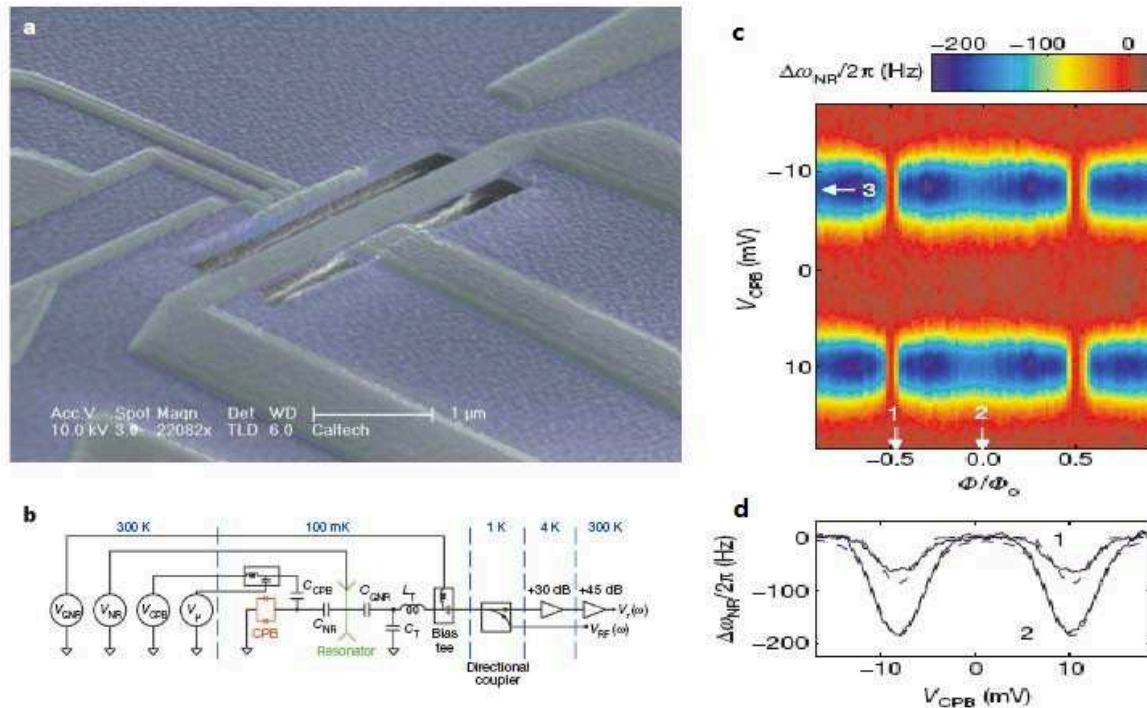 a
Acc.V Spot Magn Det WD 1 μm
10.0 kV 3.0 22082x TLD 6.0 Caltech
b
300 K 100 mK 1 K 4 K 300 K
C_CPB C_GNR L_T +30 dB +45 dB
V_GNR V_NR V_CPB V_μ V_r(ω)
CPB C_NR C_T Bias tee V_RF(ω)
Resonator Directional coupler
c
−200 −100 0
Δω_NR/2π (Hz)
−10
3
0
V_CPB (mV)
10
1 2
−0.5 0.0 0.5
Φ/Φ_o
d
0
1
−100
Δω_NR/2π (Hz)
2
−200
−10 0 10
V_CPB (mV)